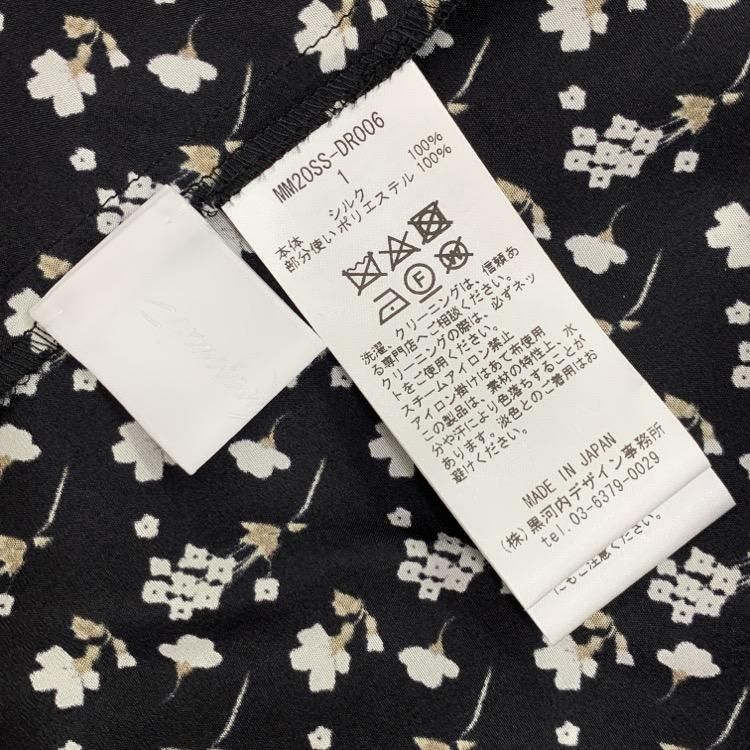 MM20SS-DR006
1
本体 シルク 100%
部分使い ポリエステル 100%
F
洗濯、クリーニングは、信頼あ
る専門店へご相談ください。
クリーニングの際は、必ずネッ
トをご使用ください。
スチームアイロン禁止
アイロン掛けはあて布使用
この製品は、素材の特性上、水
分や汗により色落ちすることが
あります。淡色とのご着用はお
避けください。
MADE IN JAPAN
(株)黒河内デザイン事務所
tel.03-6379-0029
にもご注意ください。